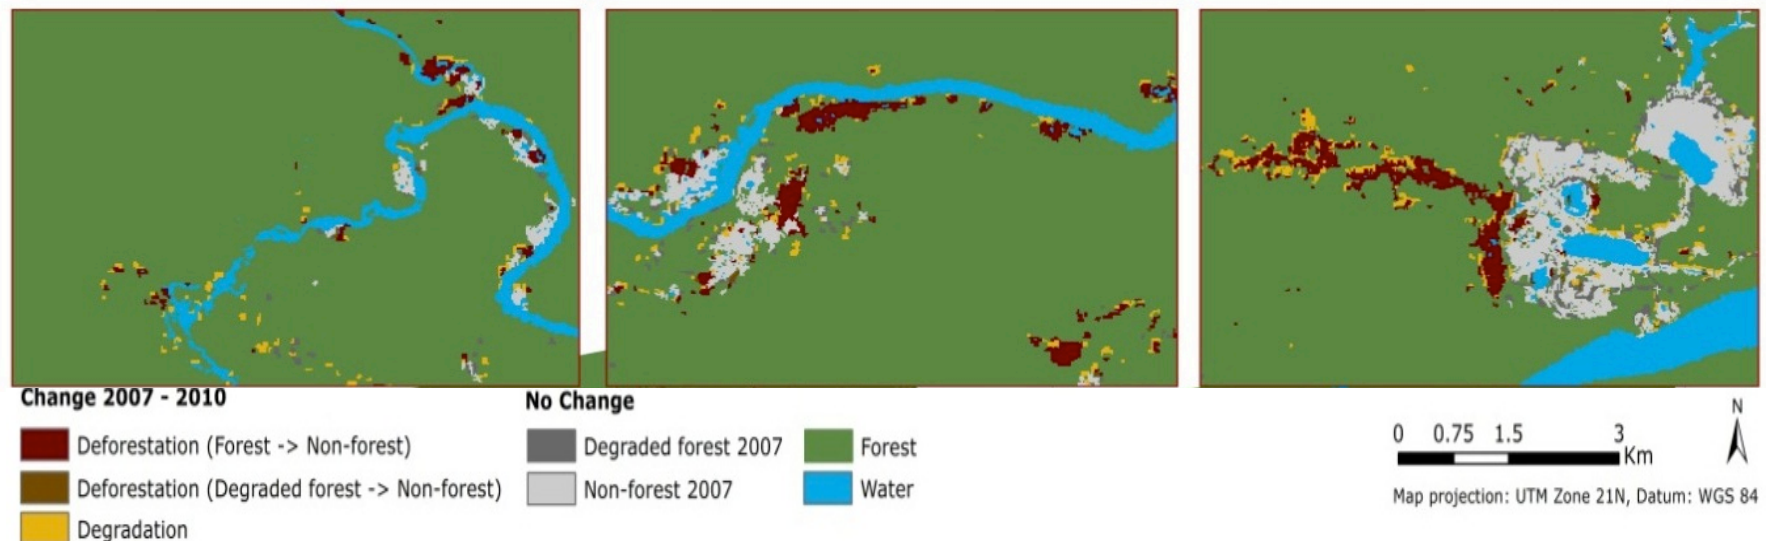 Change 2007 - 2010
Deforestation (Forest -> Non-forest)
Deforestation (Degraded forest -> Non-forest)
Degradation
No Change
Degraded forest 2007
Non-forest 2007
Forest
Water
0 0.75 1.5 3
Km
N
Map projection: UTM Zone 21N, Datum: WGS 84